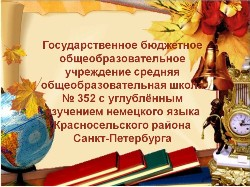 Государственное бюджетное
общеобразовательное
учреждение средняя
общеобразовательная школа
№ 352 с углублённым
изучением немецкого языка
Красносельского района
Санкт-Петербурга